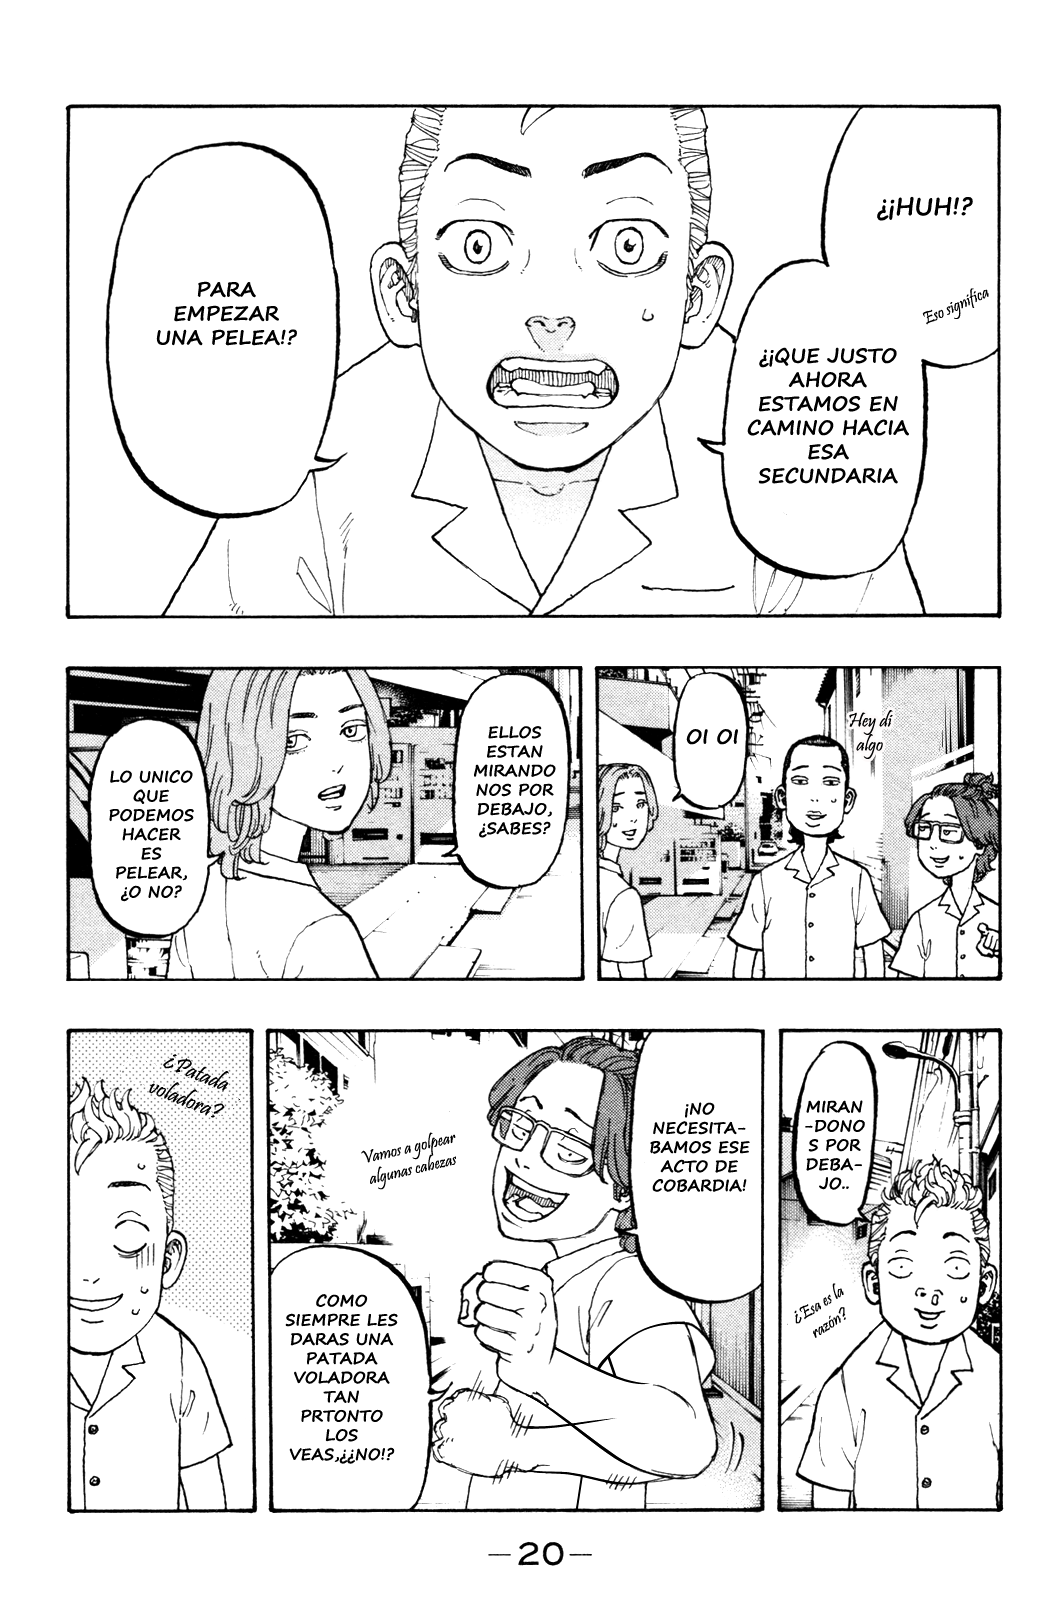 ¿¡¡HUH!?
Eso significa
¿¡¡QUE JUSTO
AHORA
ESTAMOS EN
CAMINO HACIA
ESA
SECUNDARIA
PARA
EMPEZAR
UNA PELEA!?
Hey di
algo
OI OI
ELLOS
ESTAN
MIRANDO
NOS POR
DEBAJO,
¿SABES?
LO UNICO
QUE
PODEMOS
HACER
ES
PELEAR,
¿O NO?
MIRAN
-DONO
S POR
DEBA-
JO..
¿Esa es la
razón?
¡NO
NECESITA-
BAMOS ESE
ACTO DE
COBARDIA!
Vamos a golpear
algunas cabezas
COMO
SIEMPRE LES
DARAS UNA
PATADA
VOLADORA
TAN
PRTONTO
LOS
VEAS,¿¿NO!?
¿Patada
voladora?
—20—